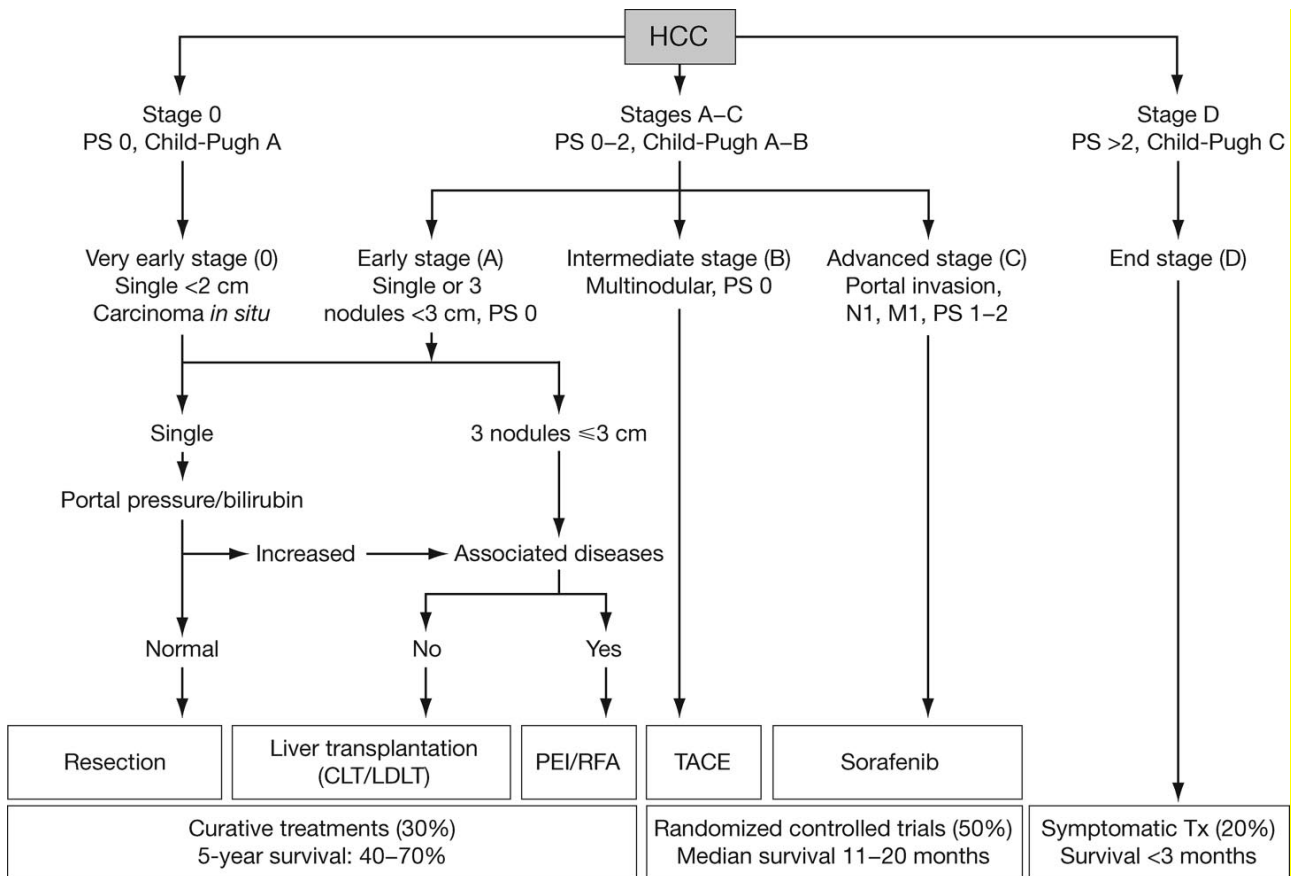 HCC
Stage 0
PS 0, Child-Pugh A
Stages A–C
PS 0–2, Child-Pugh A–B
Stage D
PS >2, Child-Pugh C
Very early stage (0)
Single <2 cm
Carcinoma in situ
Early stage (A)
Single or 3
nodules <3 cm, PS 0
Intermediate stage (B)
Multinodular, PS 0
Advanced stage (C)
Portal invasion,
N1, M1, PS 1–2
End stage (D)
Single
3 nodules ⩽3 cm
Portal pressure/bilirubin
Increased
Associated diseases
Normal
No
Yes
Resection
Liver transplantation
(CLT/LDLT)
PEI/RFA
TACE
Sorafenib
Curative treatments (30%)
5-year survival: 40–70%
Randomized controlled trials (50%)
Median survival 11–20 months
Symptomatic Tx (20%)
Survival <3 months